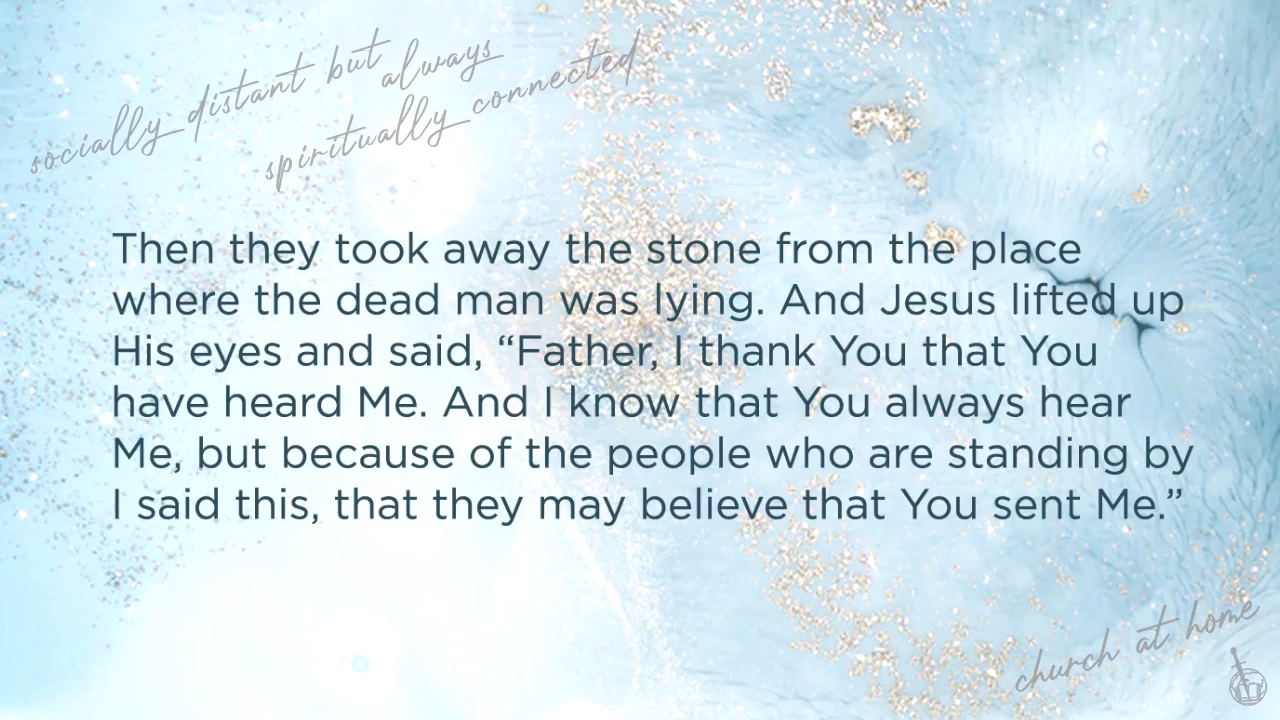 socially distant but always
spiritually connected
Then they took away the stone from the place
where the dead man was lying. And Jesus lifted up
His eyes and said, “Father, I thank You that You
have heard Me. And I know that You always hear
Me, but because of the people who are standing by
I said this, that they may believe that You sent Me.”
church at home